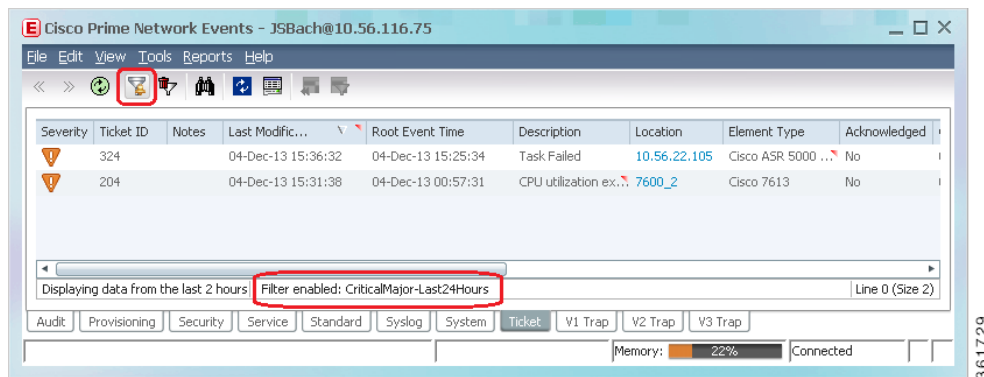 E Cisco Prime Network Events - JSBach@10.56.116.75
File Edit View Tools Reports Help
Severity Ticket ID Notes Last Modific... Root Event Time Description Location Element Type Acknowledged
324 04-Dec-13 15:36:32 04-Dec-13 15:25:34 Task Failed 10.56.22.105 Cisco ASR 5000 ... No
204 04-Dec-13 15:31:38 04-Dec-13 00:57:31 CPU utilization ex... 7600_2 Cisco 7613 No
Displaying data from the last 2 hours Filter enabled: CriticalMajor-Last24Hours Line 0 (Size 2)
Audit Provisioning Security Service Standard Syslog System Ticket V1 Trap V2 Trap V3 Trap
Memory: 22% Connected
361729